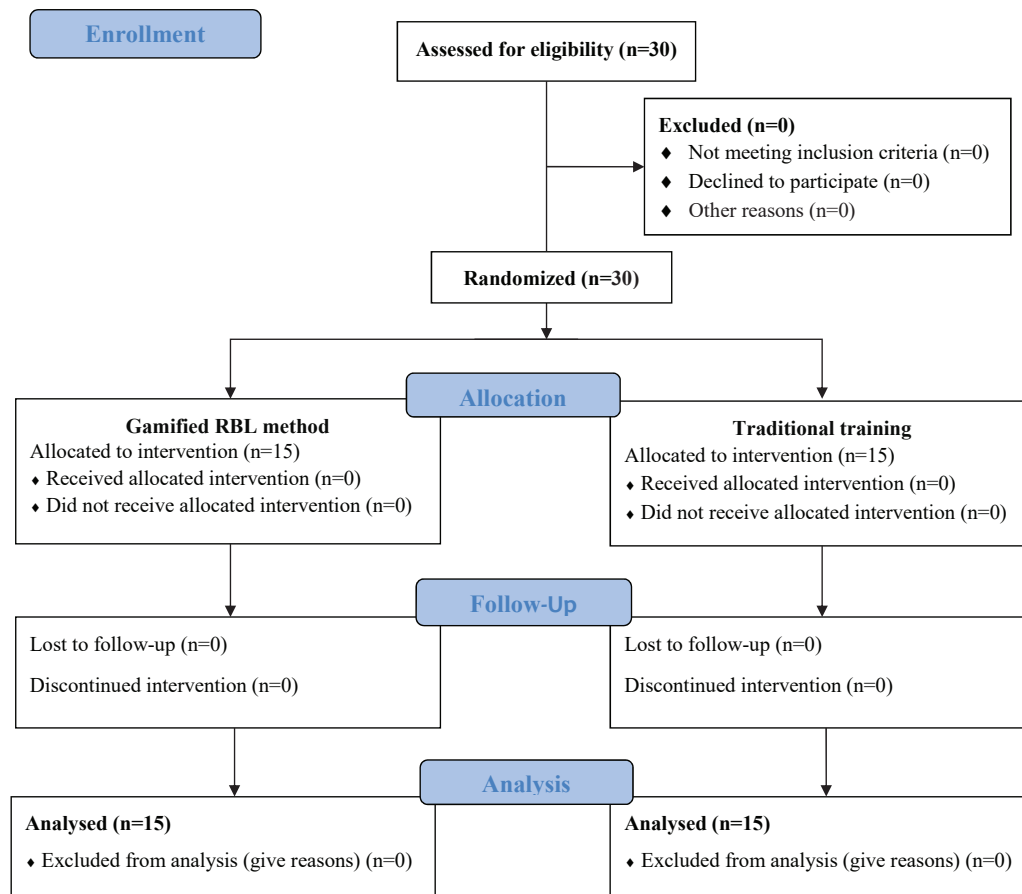 Enrollment
Assessed for eligibility (n=30)
Excluded (n=0)
♦ Not meeting inclusion criteria (n=0)
♦ Declined to participate (n=0)
♦ Other reasons (n=0)
Randomized (n=30)
Allocation
Gamified RBL method
Allocated to intervention (n=15)
♦ Received allocated intervention (n=0)
♦ Did not receive allocated intervention (n=0)
Traditional training
Allocated to intervention (n=15)
♦ Received allocated intervention (n=0)
♦ Did not receive allocated intervention (n=0)
Follow-Up
Lost to follow-up (n=0)
Discontinued intervention (n=0)
Lost to follow-up (n=0)
Discontinued intervention (n=0)
Analysis
Analysed (n=15)
♦ Excluded from analysis (give reasons) (n=0)
Analysed (n=15)
♦ Excluded from analysis (give reasons) (n=0)